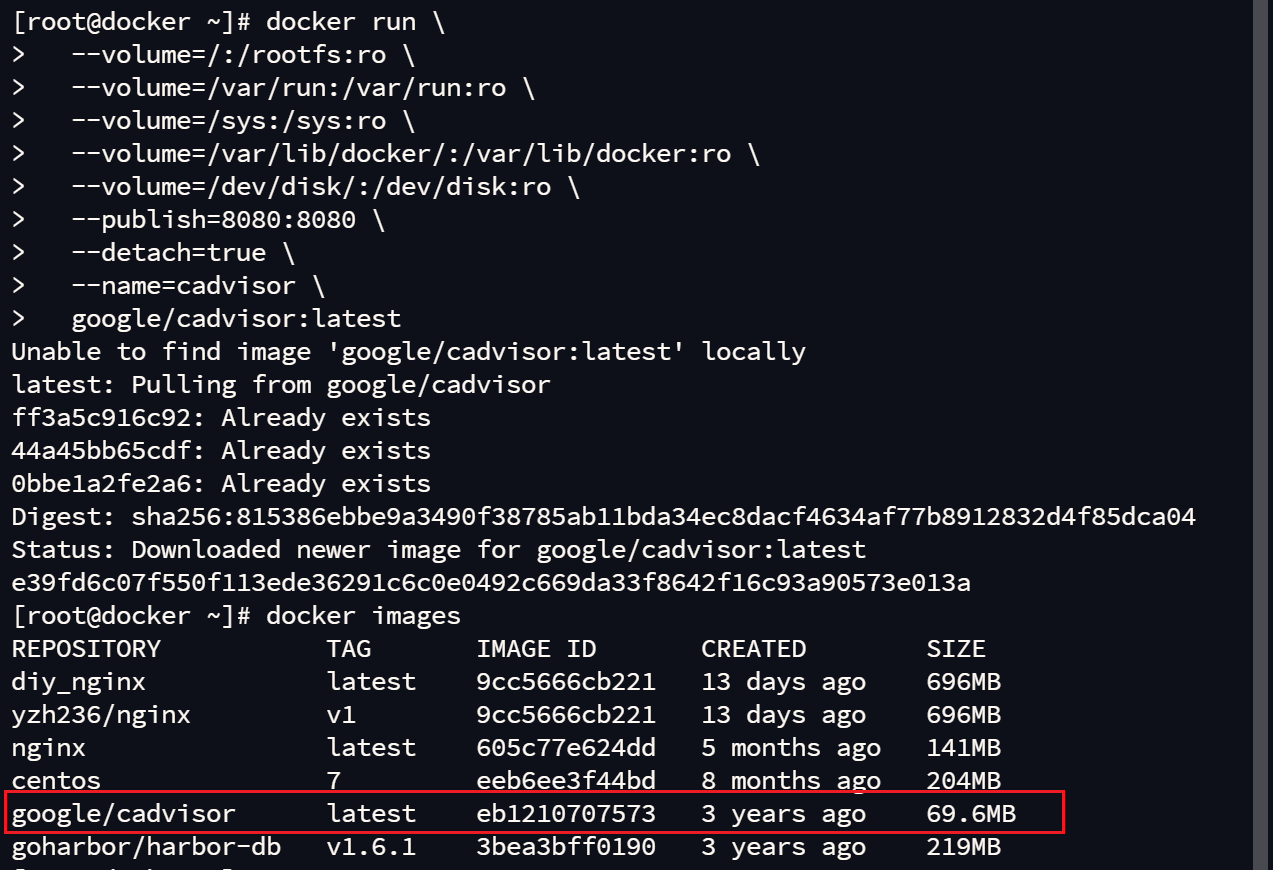 [root@docker ~]# docker run \
>   --volume=/:/rootfs:ro \
>   --volume=/var/run:/var/run:ro \
>   --volume=/sys:/sys:ro \
>   --volume=/var/lib/docker/:/var/lib/docker:ro \
>   --volume=/dev/disk/:/dev/disk:ro \
>   --publish=8080:8080 \
>   --detach=true \
>   --name=cadvisor \
>   google/cadvisor:latest
Unable to find image 'google/cadvisor:latest' locally
latest: Pulling from google/cadvisor
ff3a5c916c92: Already exists
44a45bb65cdf: Already exists
0bbe1a2fe2a6: Already exists
Digest: sha256:815386ebbe9a3490f38785ab11bda34ec8dacf4634af77b8912832d4f85dca04
Status: Downloaded newer image for google/cadvisor:latest
e39fd6c07f550f113ede36291c6c0e0492c669da33f8642f16c93a90573e013a
[root@docker ~]# docker images
REPOSITORY           TAG       IMAGE ID       CREATED        SIZE
diy_nginx            latest    9cc5666cb221   13 days ago    696MB
yzh236/nginx         v1        9cc5666cb221   13 days ago    696MB
nginx                latest    605c77e624dd   5 months ago   141MB
centos               7         eeb6ee3f44bd   8 months ago   204MB
google/cadvisor      latest    eb1210707573   3 years ago    69.6MB
goharbor/harbor-db   v1.6.1    3bea3bff0190   3 years ago    219MB